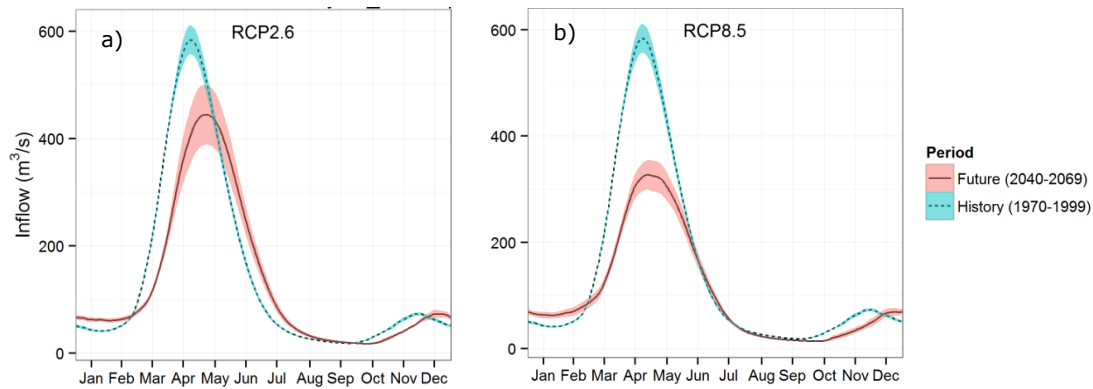 a)
RCP2.6
600
400
200
0
Inflow (m³/s)
Jan Feb Mar Apr May Jun Jul Aug Sep Oct Nov Dec
b)
RCP8.5
600
400
200
0
Jan Feb Mar Apr May Jun Jul Aug Sep Oct Nov Dec
Period
Future (2040-2069)
History (1970-1999)